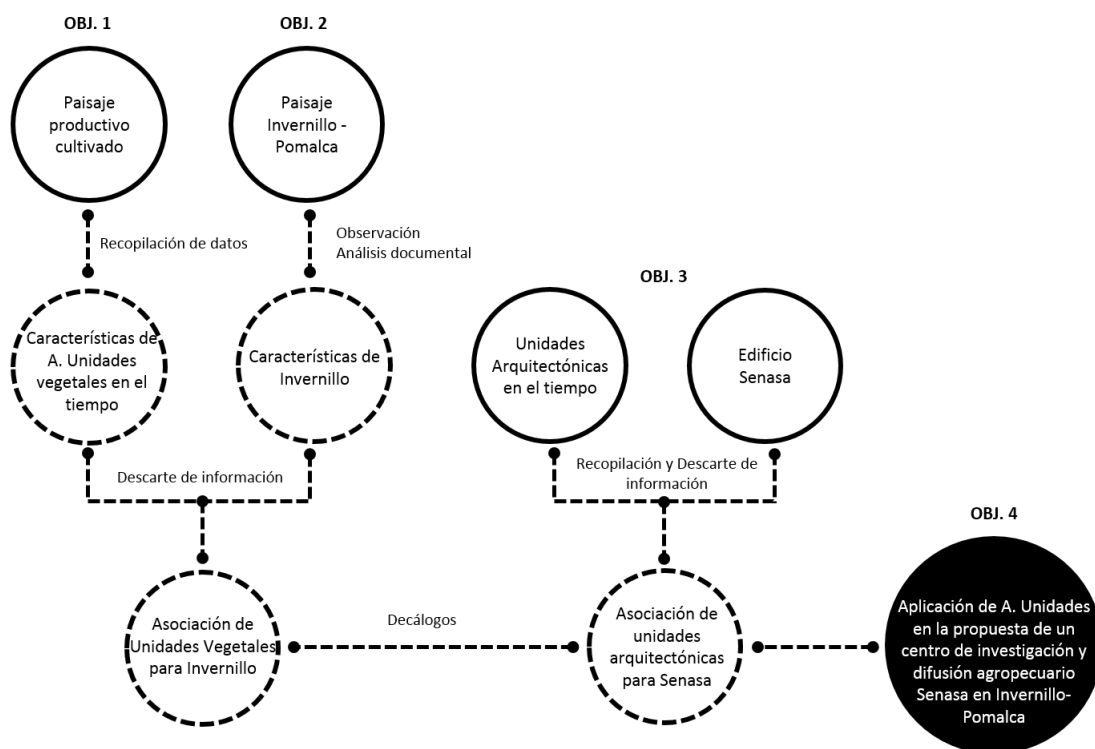 OBJ. 1
OBJ. 2
Paisaje
productivo
cultivado
Paisaje
Invernillo -
Pomalca
Recopilación de datos
Observación
Análisis documental
OBJ. 3
Características de
A. Unidades
vegetales en el
tiempo
Características de
Invernillo
Unidades
Arquitectónicas
en el tiempo
Edificio
Senasa
Descarte de información
Recopilación y Descarte de
información
OBJ. 4
Asociación de
Unidades Vegetales
para Invernillo
Decálogos
Asociación de
unidades
arquitectónicas
para Senasa
Aplicación de A. Unidades
en la propuesta de un
centro de investigación y
difusión agropecuario
Senasa en Invernillo-
Pomalca